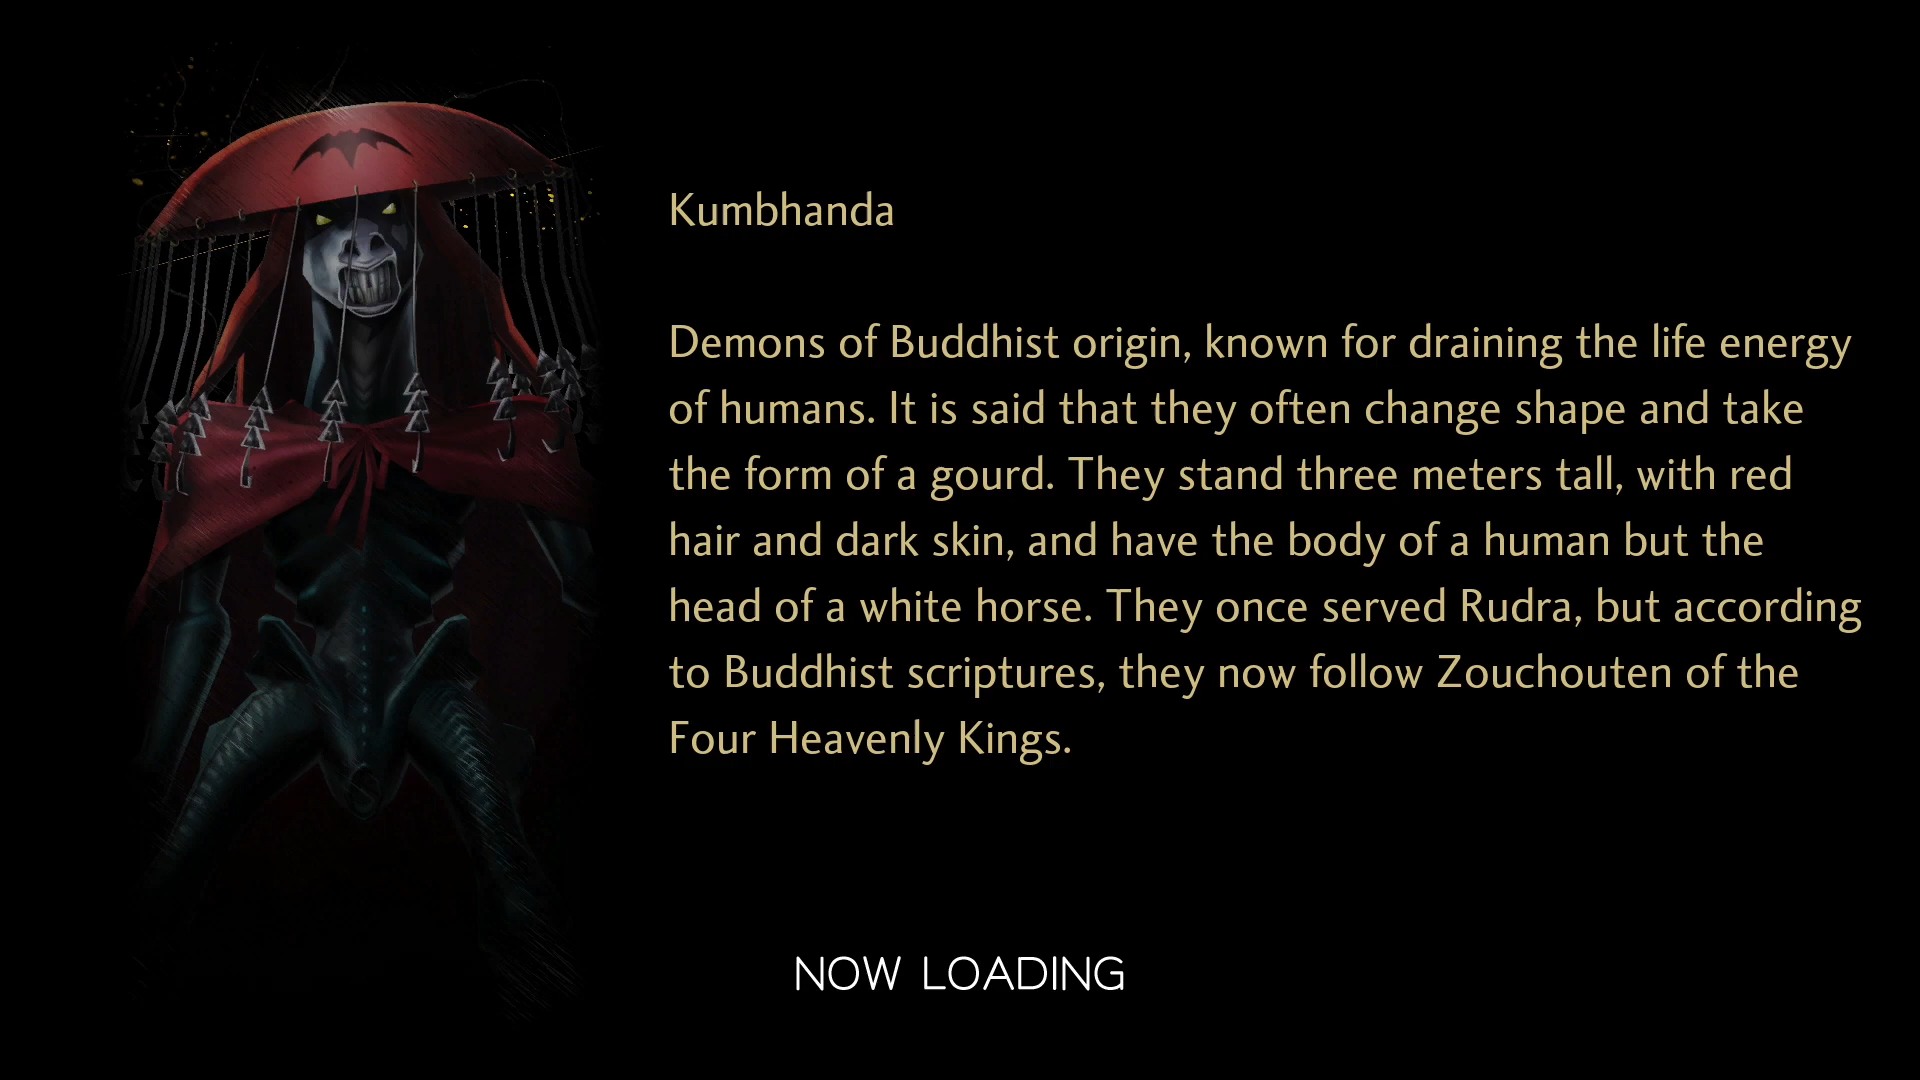 Kumbhanda
Demons of Buddhist origin, known for draining the life energy
of humans. It is said that they often change shape and take
the form of a gourd. They stand three meters tall, with red
hair and dark skin, and have the body of a human but the
head of a white horse. They once served Rudra, but according
to Buddhist scriptures, they now follow Zouchouten of the
Four Heavenly Kings.
NOW LOADING